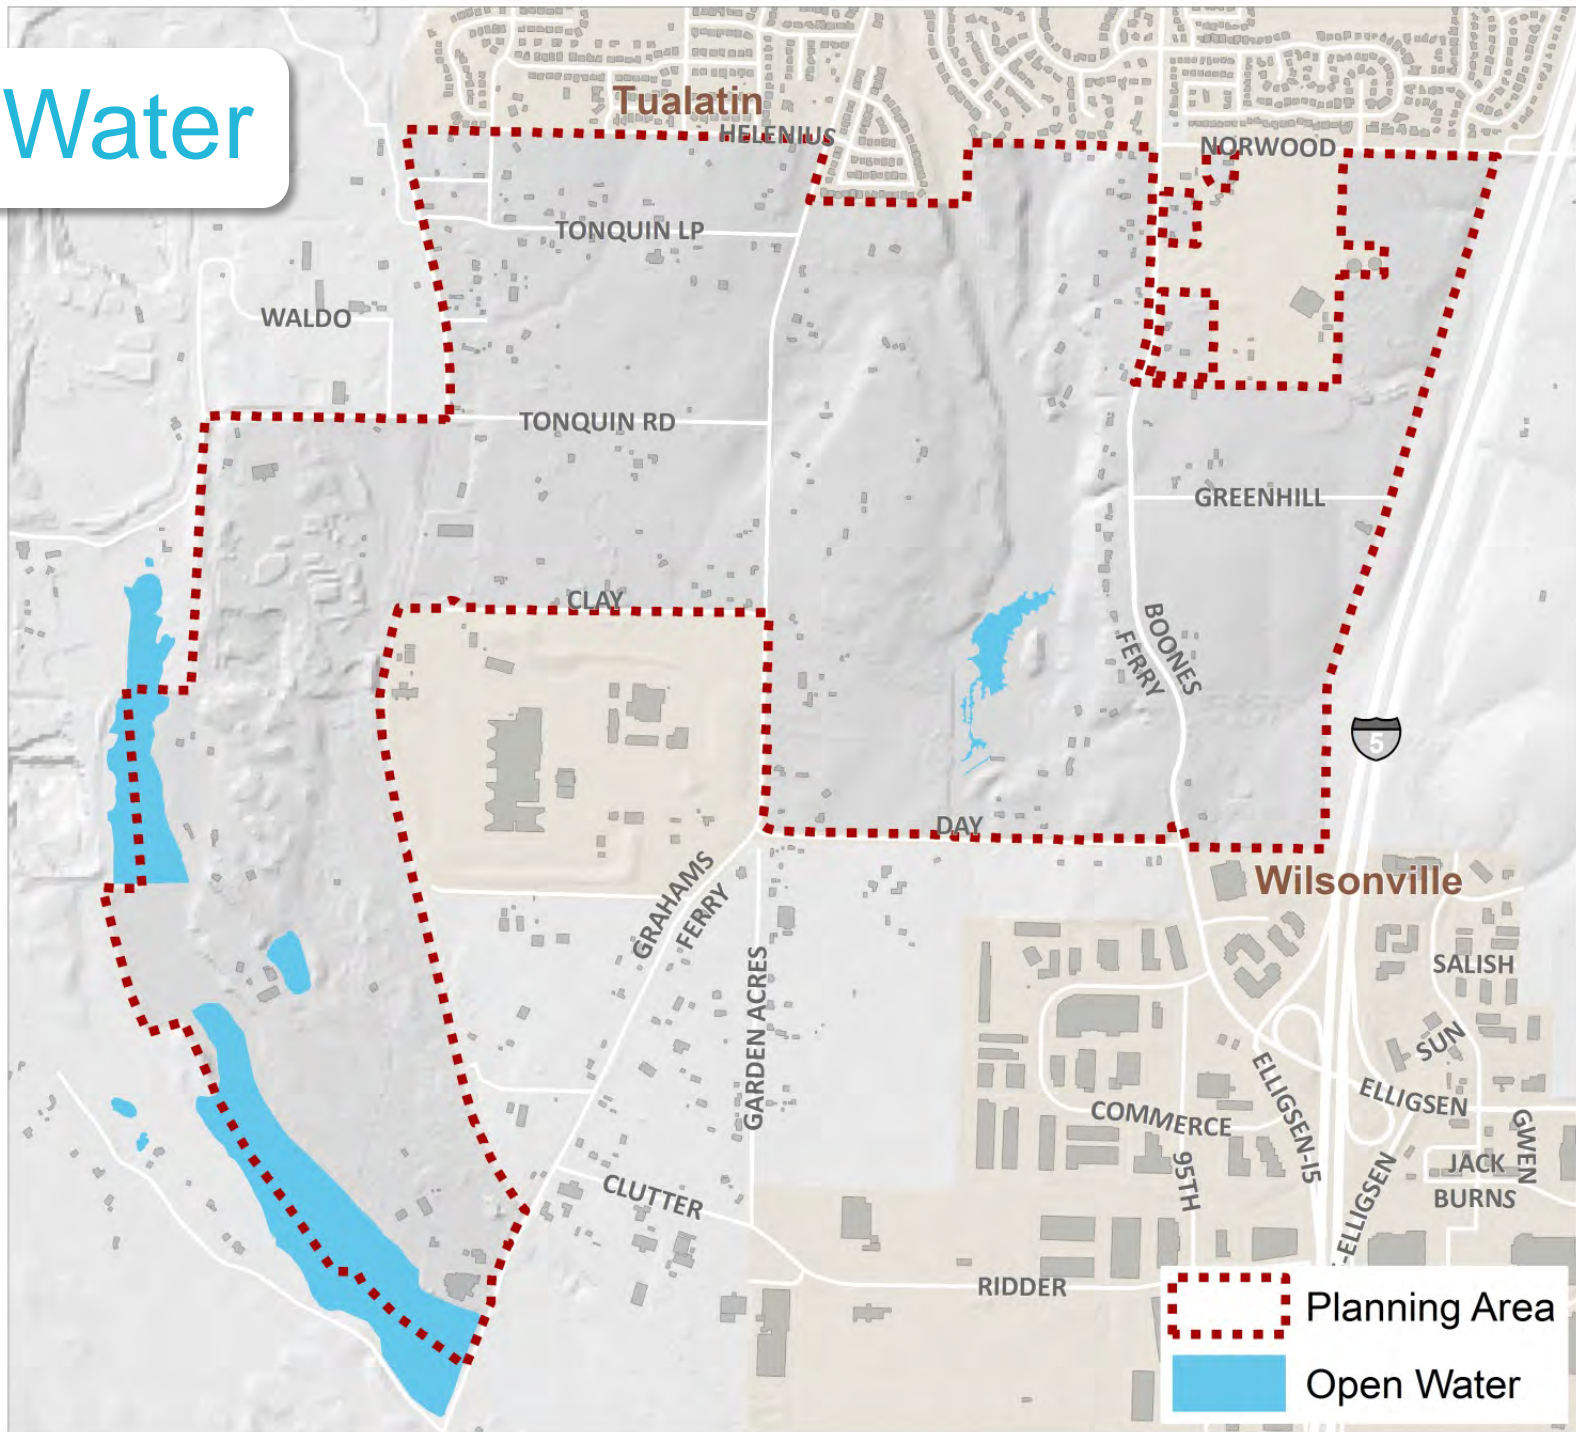 Water
Tualatin
HELENIUS
NORWOOD
TONQUIN LP
WALDO
TONQUIN RD
GREENHILL
CLAY
BOONES
FERRY
5
DAY
GRAHAMS
FERRY
Wilsonville
GARDEN ACRES
SALISH
SUN
ELLIGSEN
ELLIGSEN-I5
COMMERCE
95TH
GWEN
JACK
BURNS
CLUTTER
-ELLIGSEN
RIDDER
Planning Area
Open Water